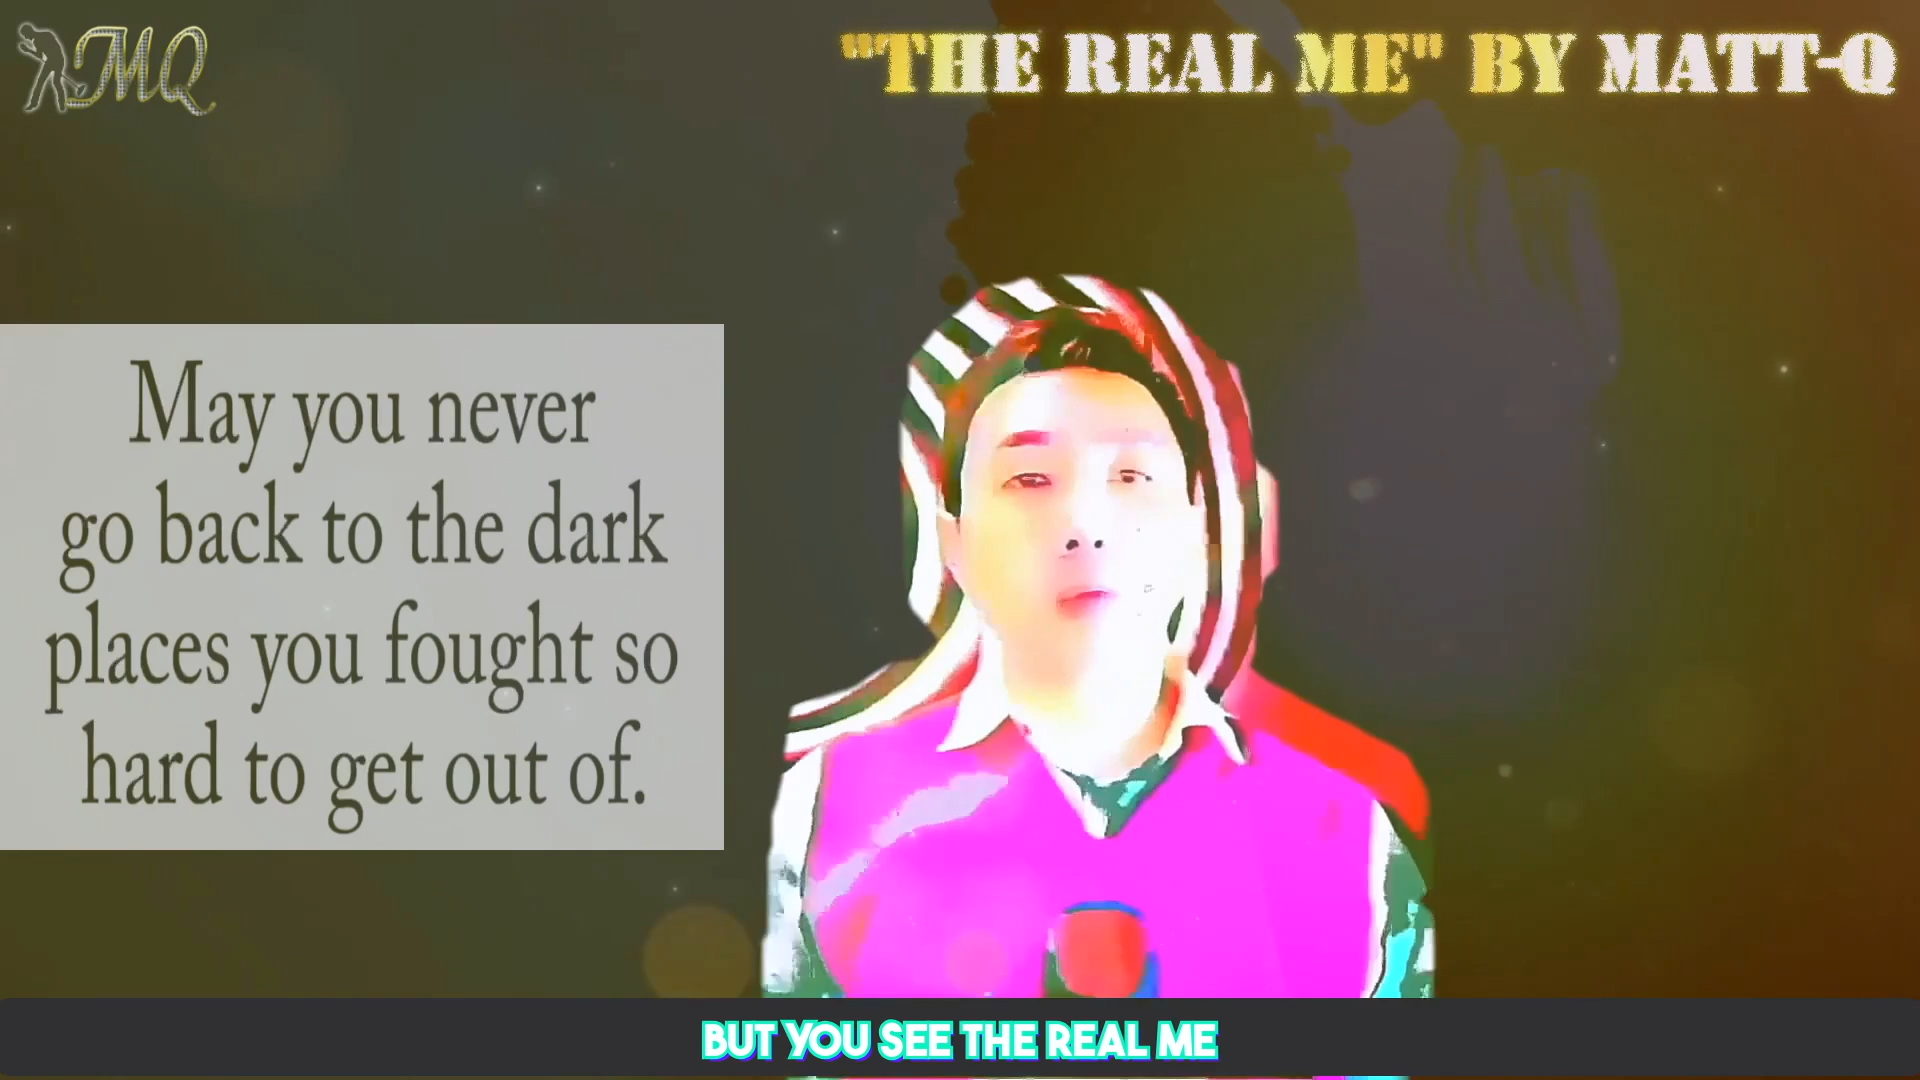 MQ
"THE REAL ME" BY MATT-Q
May you never
go back to the dark
places you fought so
hard to get out of.
BUT YOU SEE THE REAL ME